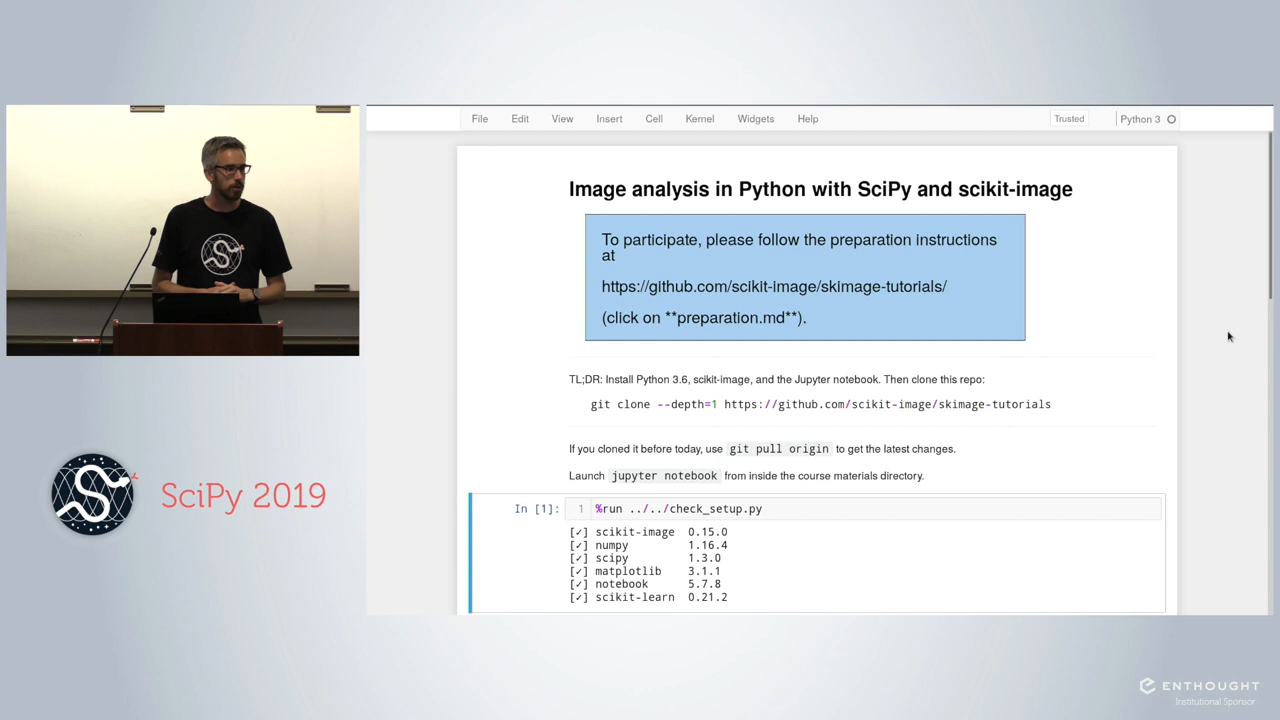 File Edit View Insert Cell Kernel Widgets Help Trusted Python 3
Image analysis in Python with SciPy and scikit-image
To participate, please follow the preparation instructions
at
https://github.com/scikit-image/skimage-tutorials/
(click on **preparation.md**).
TL;DR: Install Python 3.6, scikit-image, and the Jupyter notebook. Then clone this repo:
git clone --depth=1 https://github.com/scikit-image/skimage-tutorials
If you cloned it before today, use git pull origin to get the latest changes.
Launch jupyter notebook from inside the course materials directory.
In [1]: 1 %run ../../check_setup.py
[✓] scikit-image 0.15.0
[✓] numpy 1.16.4
[✓] scipy 1.3.0
[✓] matplotlib 3.1.1
[✓] notebook 5.7.8
[✓] scikit-learn 0.21.2
SciPy 2019
ENTHOUGHT
Institutional Sponsor